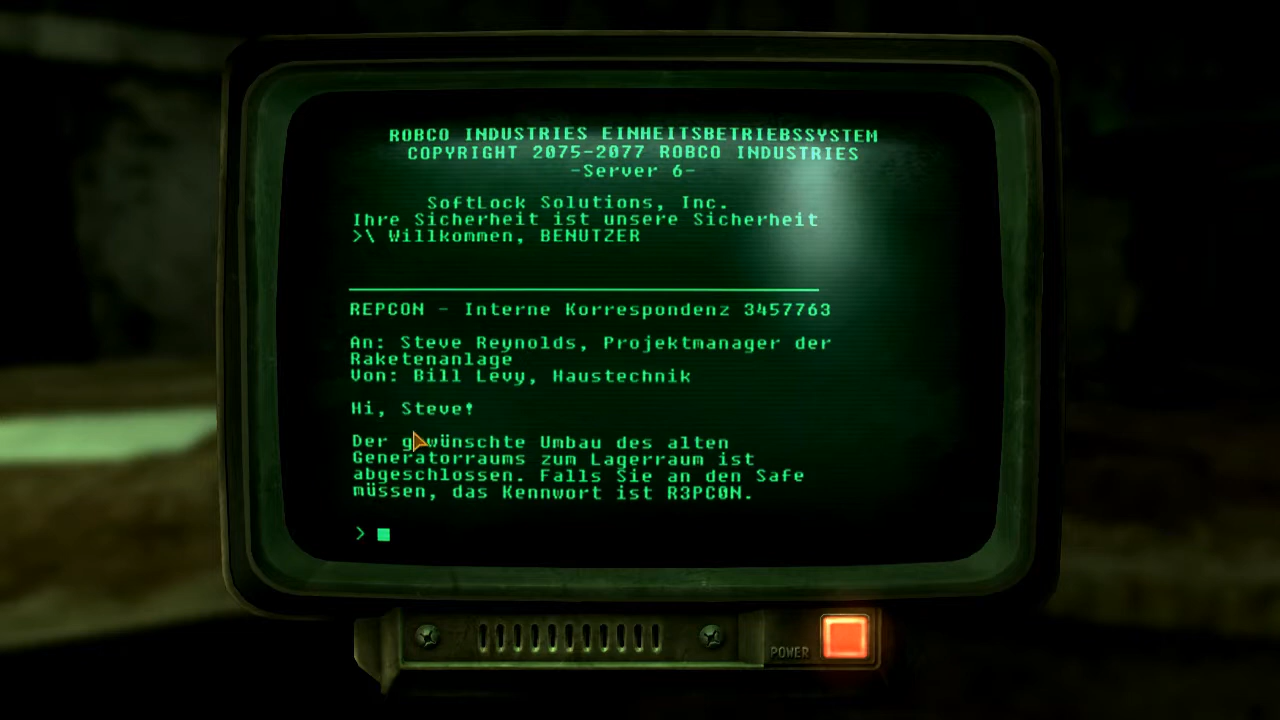 ROBCO INDUSTRIES EINHEITSBETRIEBSSYSTEM
COPYRIGHT 2075-2077 ROBCO INDUSTRIES
-Server 6-
SoftLock Solutions, Inc.
Ihre Sicherheit ist unsere Sicherheit
>\ Willkommen, BENUTZER
REPCON - Interne Korrespondenz 3457763
An: Steve Reynolds, Projektmanager der
Raketenanlage
Von: Bill Levy, Haustechnik
Hi, Steve!
Der gewünschte Umbau des alten
Generatorraums zum Lagerraum ist
abgeschlossen. Falls Sie an den Safe
müssen, das Kennwort ist R3PC0N.
>
POWER